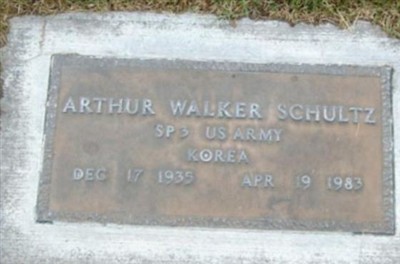 ARTHUR WALKER SCHULTZ
SP3 US ARMY
KOREA
DEC 17 1935 APR 19 1983